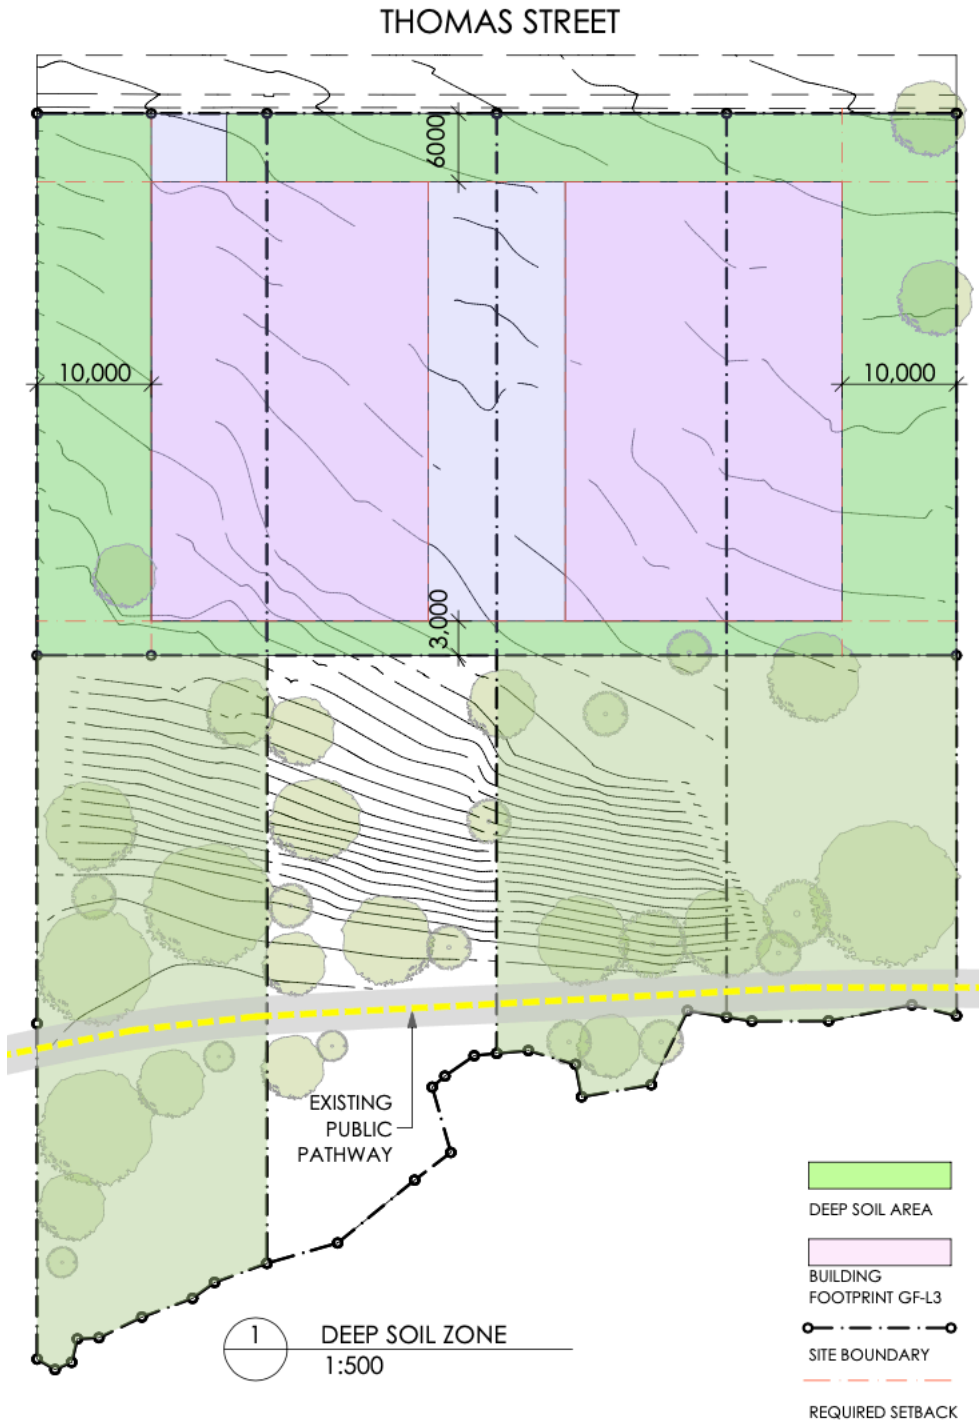 THOMAS STREET
6000
10,000
10,000
3,000
EXISTING
PUBLIC
PATHWAY
DEEP SOIL AREA
BUILDING
FOOTPRINT GF-L3
SITE BOUNDARY
REQUIRED SETBACK
1
DEEP SOIL ZONE
1:500